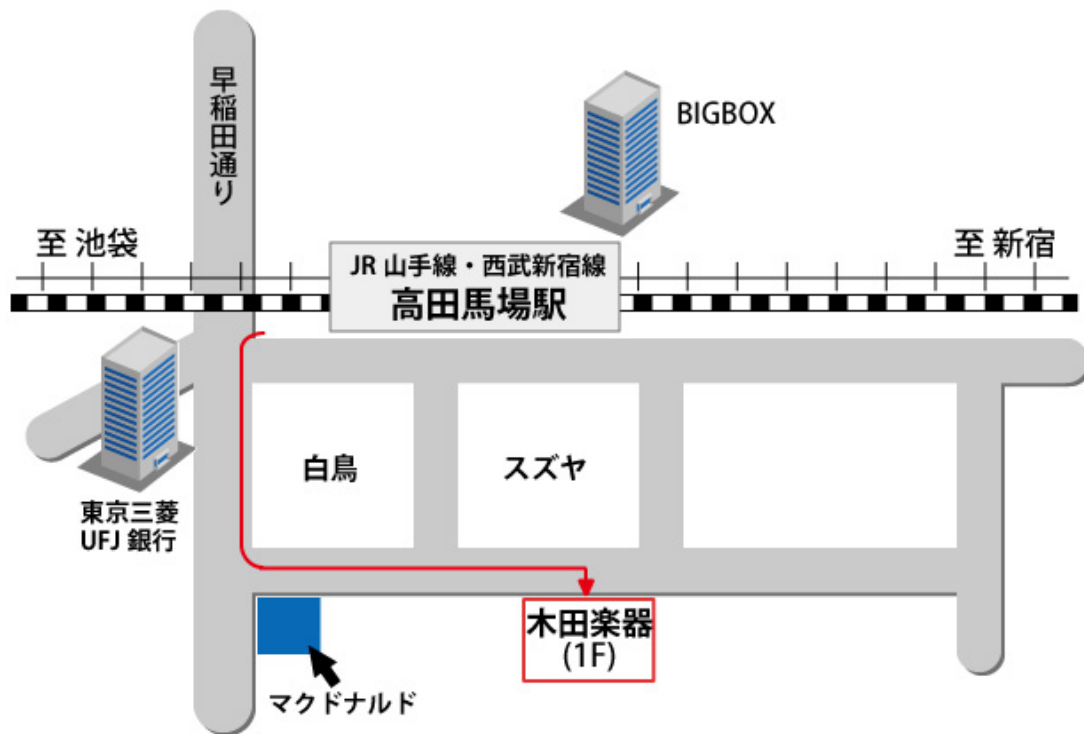 早稲田通り
BIGBOX
至 池袋
至 新宿
JR 山手線・西武新宿線
高田馬場駅
白鳥
スズヤ
東京三菱
UFJ 銀行
木田楽器
(1F)
マクドナルド